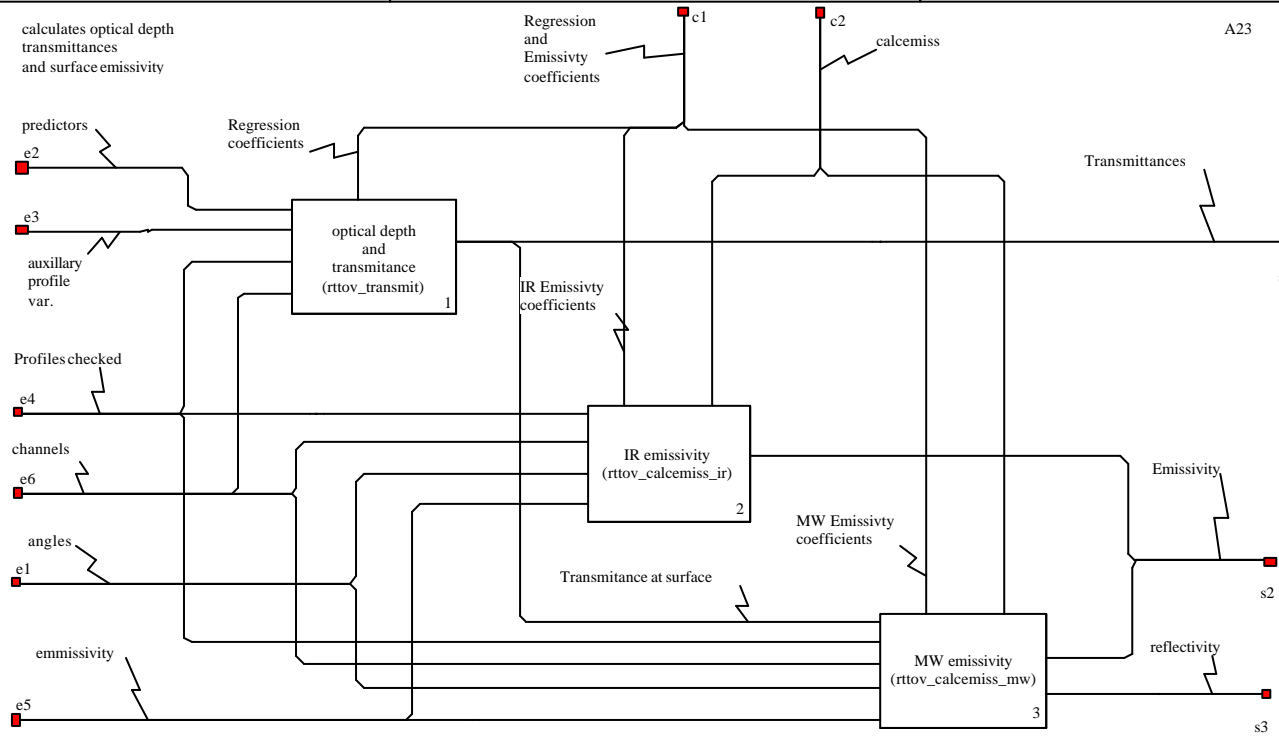 calculates optical depth
transmittances
and surface emissivity
Regression
and
Emissivty
coefficients
c1
c2
calcemiss
A23
predictors
e2
Regression
coefficients
Transmittances
e3
auxillary
profile
var.
optical depth
and
transmitance
(rttov_transmit)
1
IR Emissivty
coefficients
Profiles checked
e4
channels
e6
IR emissivity
(rttov_calcemiss_ir)
2
Emissivity
MW Emissivty
coefficients
angles
e1
Transmitance at surface
s2
emmissivity
e5
MW emissivity
(rttov_calcemiss_mw)
3
reflectivity
s3